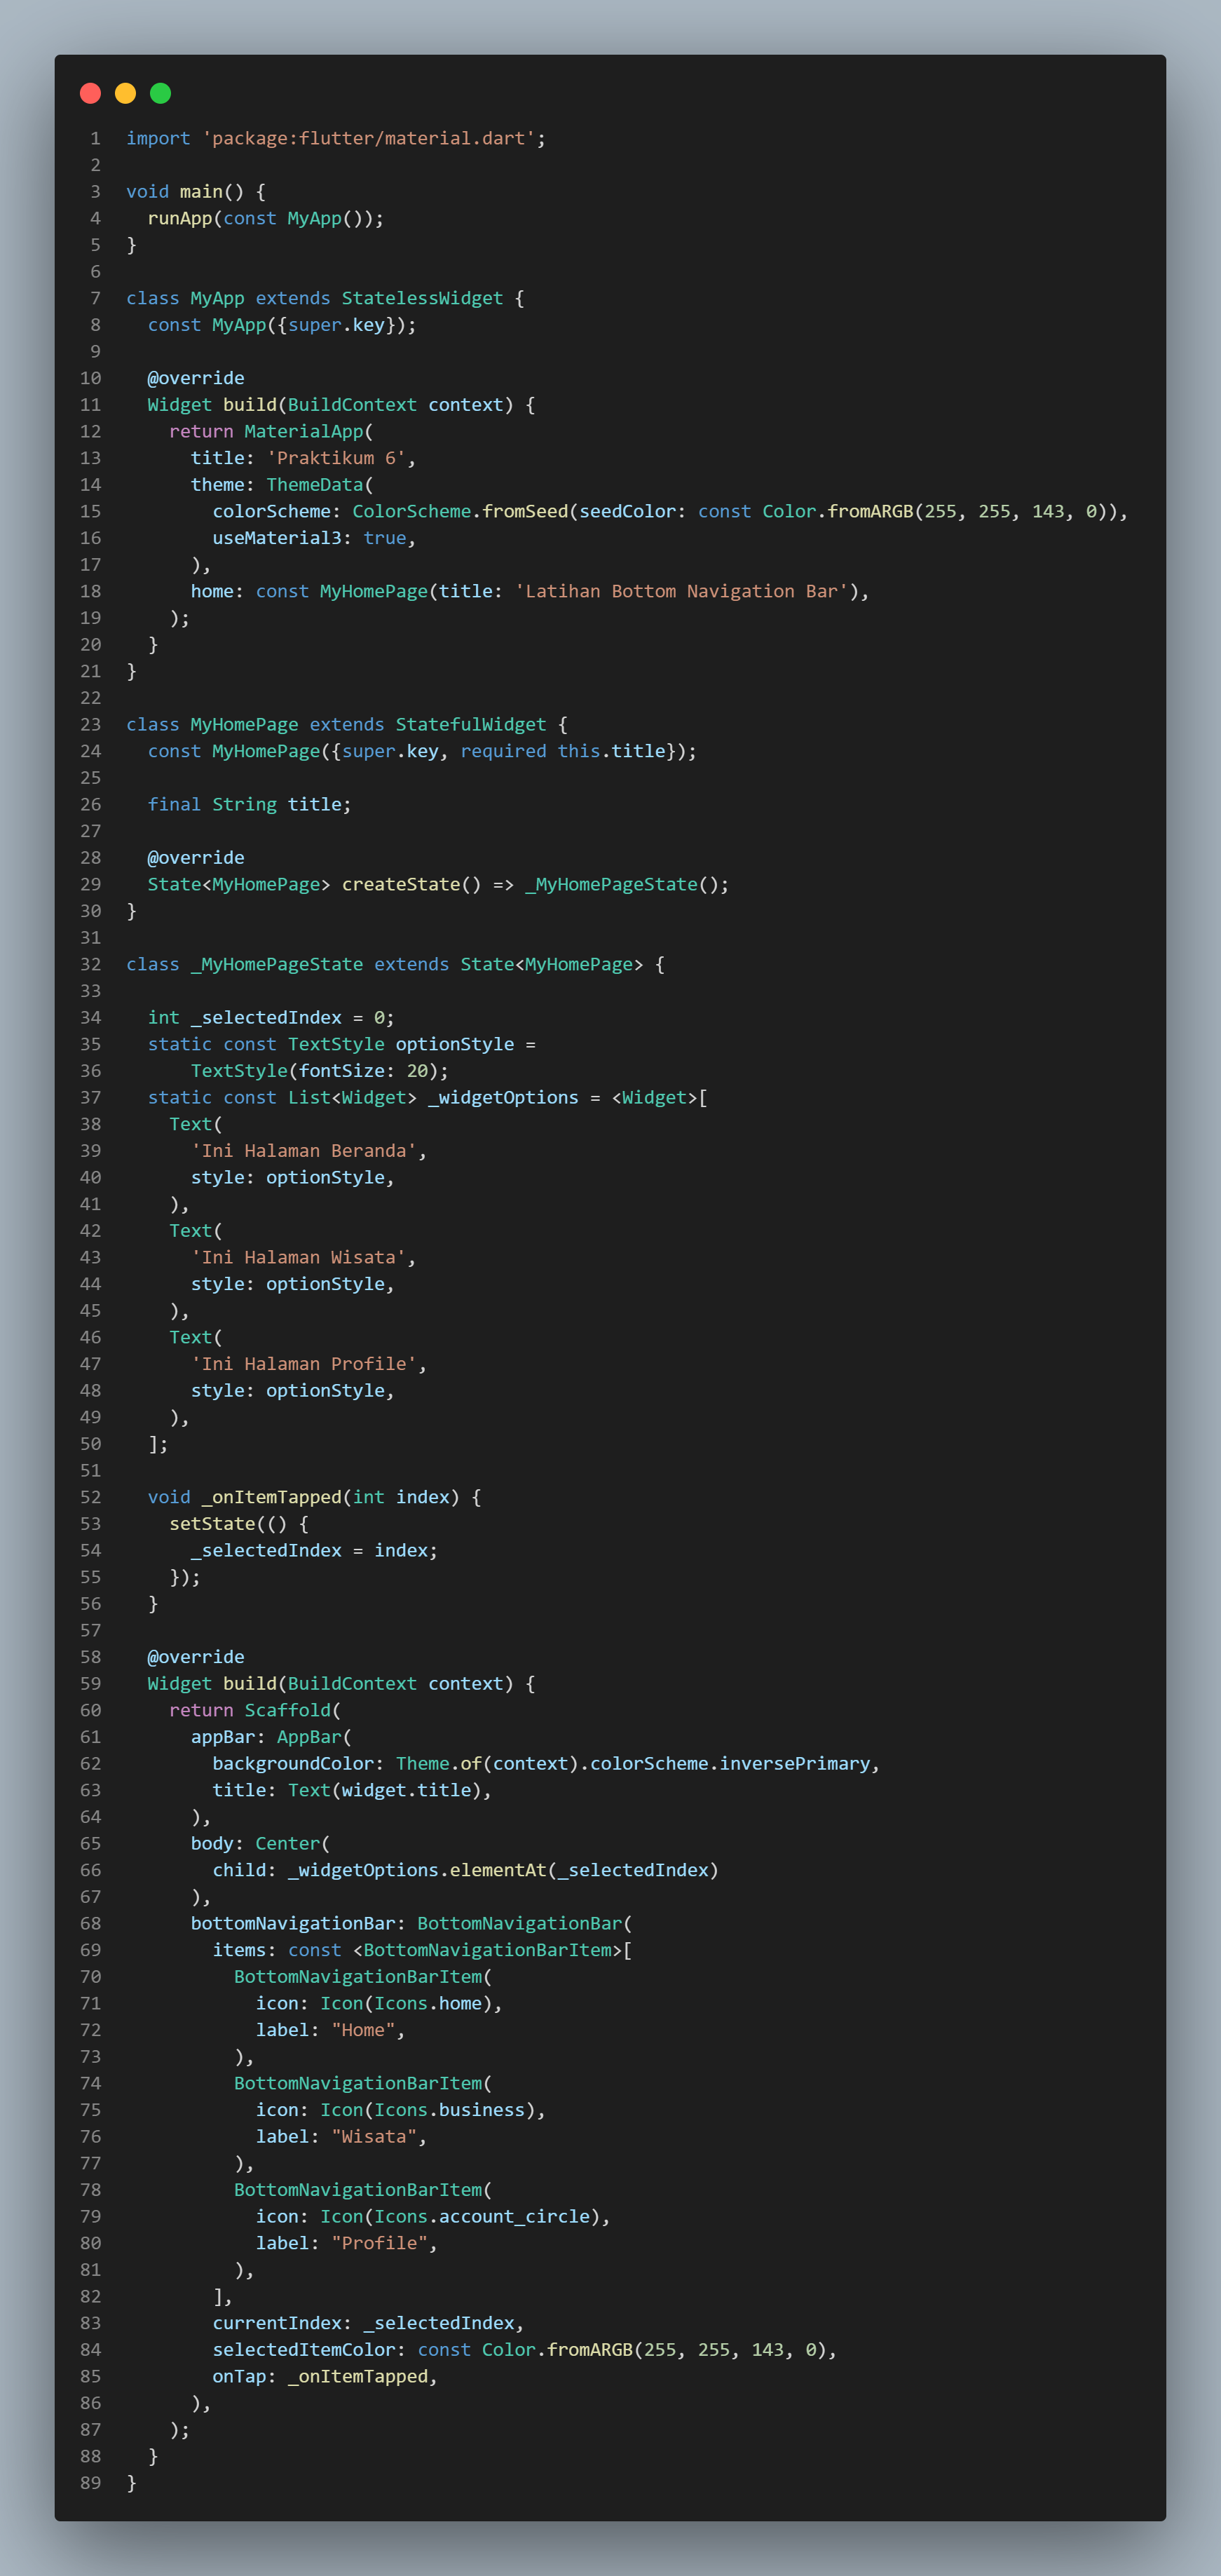 1 import 'package:flutter/material.dart';
2
3 void main() {
4   runApp(const MyApp());
5 }
6
7 class MyApp extends StatelessWidget {
8   const MyApp({super.key});
9
10   @override
11   Widget build(BuildContext context) {
12     return MaterialApp(
13       title: 'Praktikum 6',
14       theme: ThemeData(
15         colorScheme: ColorScheme.fromSeed(seedColor: const Color.fromARGB(255, 255, 143, 0)),
16         useMaterial3: true,
17       ),
18       home: const MyHomePage(title: 'Latihan Bottom Navigation Bar'),
19     );
20   }
21 }
22
23 class MyHomePage extends StatefulWidget {
24   const MyHomePage({super.key, required this.title});
25
26   final String title;
27
28   @override
29   State<MyHomePage> createState() => _MyHomePageState();
30 }
31
32 class _MyHomePageState extends State<MyHomePage> {
33
34   int _selectedIndex = 0;
35   static const TextStyle optionStyle =
36       TextStyle(fontSize: 20);
37   static const List<Widget> _widgetOptions = <Widget>[
38     Text(
39       'Ini Halaman Beranda',
40       style: optionStyle,
41     ),
42     Text(
43       'Ini Halaman Wisata',
44       style: optionStyle,
45     ),
46     Text(
47       'Ini Halaman Profile',
48       style: optionStyle,
49     ),
50   ];
51
52   void _onItemTapped(int index) {
53     setState(() {
54       _selectedIndex = index;
55     });
56   }
57
58   @override
59   Widget build(BuildContext context) {
60     return Scaffold(
61       appBar: AppBar(
62         backgroundColor: Theme.of(context).colorScheme.inversePrimary,
63         title: Text(widget.title),
64       ),
65       body: Center(
66         child: _widgetOptions.elementAt(_selectedIndex)
67       ),
68       bottomNavigationBar: BottomNavigationBar(
69         items: const <BottomNavigationBarItem>[
70           BottomNavigationBarItem(
71             icon: Icon(Icons.home),
72             label: "Home",
73           ),
74           BottomNavigationBarItem(
75             icon: Icon(Icons.business),
76             label: "Wisata",
77           ),
78           BottomNavigationBarItem(
79             icon: Icon(Icons.account_circle),
80             label: "Profile",
81           ),
82         ],
83         currentIndex: _selectedIndex,
84         selectedItemColor: const Color.fromARGB(255, 255, 143, 0),
85         onTap: _onItemTapped,
86       ),
87     );
88   }
89 }